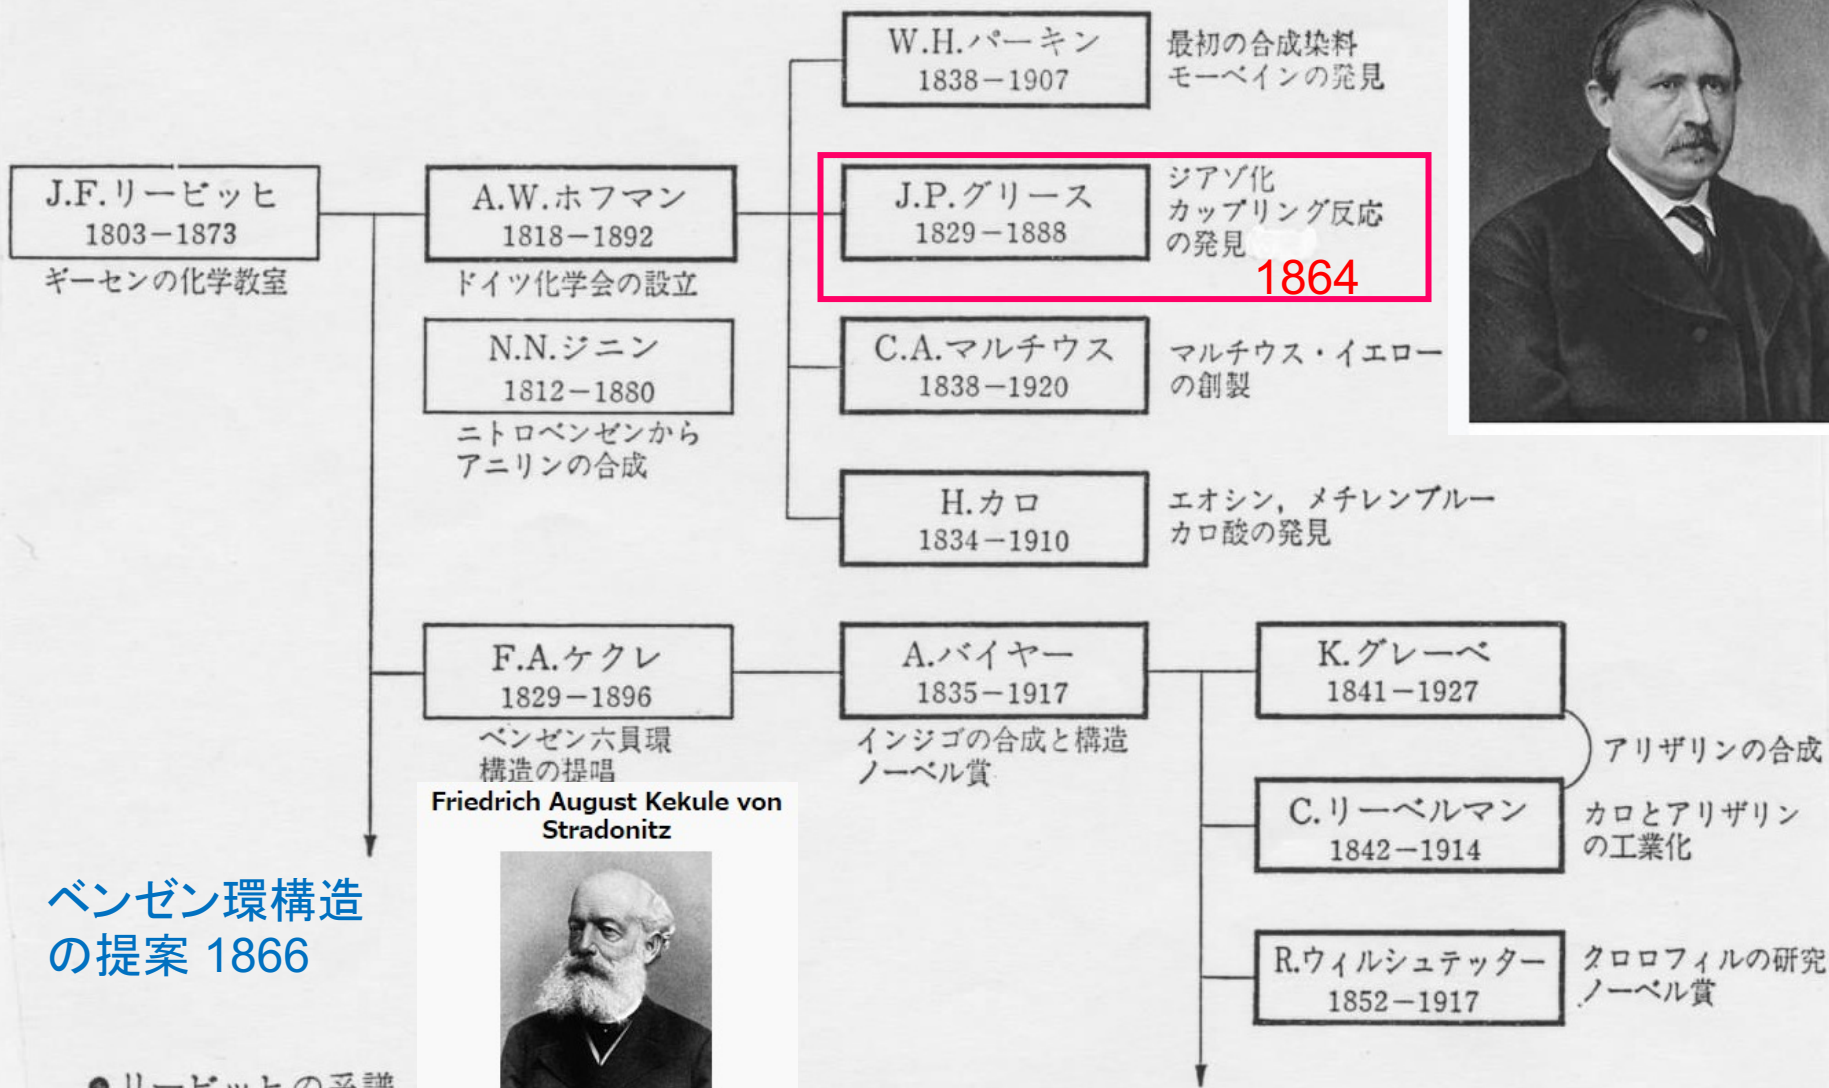 W.H.パーキン
1838－1907
最初の合成染料
モーベインの発見
J.F.リービッヒ
1803－1873
ギーセンの化学教室
A.W.ホフマン
1818－1892
ドイツ化学会の設立
J.P.グリース
1829－1888
ジアゾ化
カップリング反応
の発見
1864
N.N.ジニン
1812－1880
ニトロベンゼンから
アニリンの合成
C.A.マルチウス
1838－1920
マルチウス・イエロー
の創製
H.カロ
1834－1910
エオシン，メチレンブルー
カロ酸の発見
F.A.ケクレ
1829－1896
ベンゼン六員環
構造の提唱
A.バイヤー
1835－1917
インジゴの合成と構造
ノーベル賞
K.グレーベ
1841－1927
アリザリンの合成
C.リーベルマン
1842－1914
カロとアリザリン
の工業化
R.ウィルシュテッター
1852－1917
クロロフィルの研究
ノーベル賞
Friedrich August Kekule von
Stradonitz
ベンゼン環構造
の提案 1866
●リービッヒの系譜